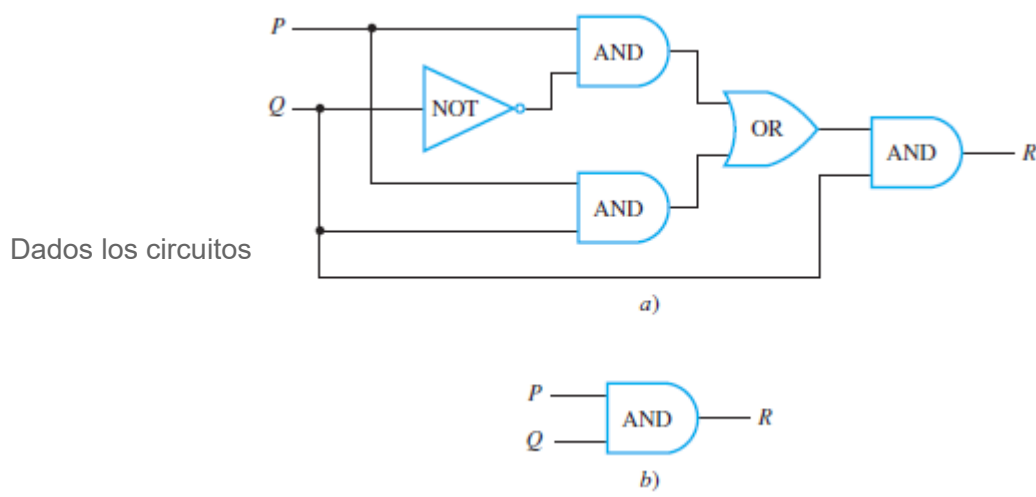 P
AND
Q
NOT
OR
AND
R
AND
Dados los circuitos
a)
P
AND
R
Q
b)